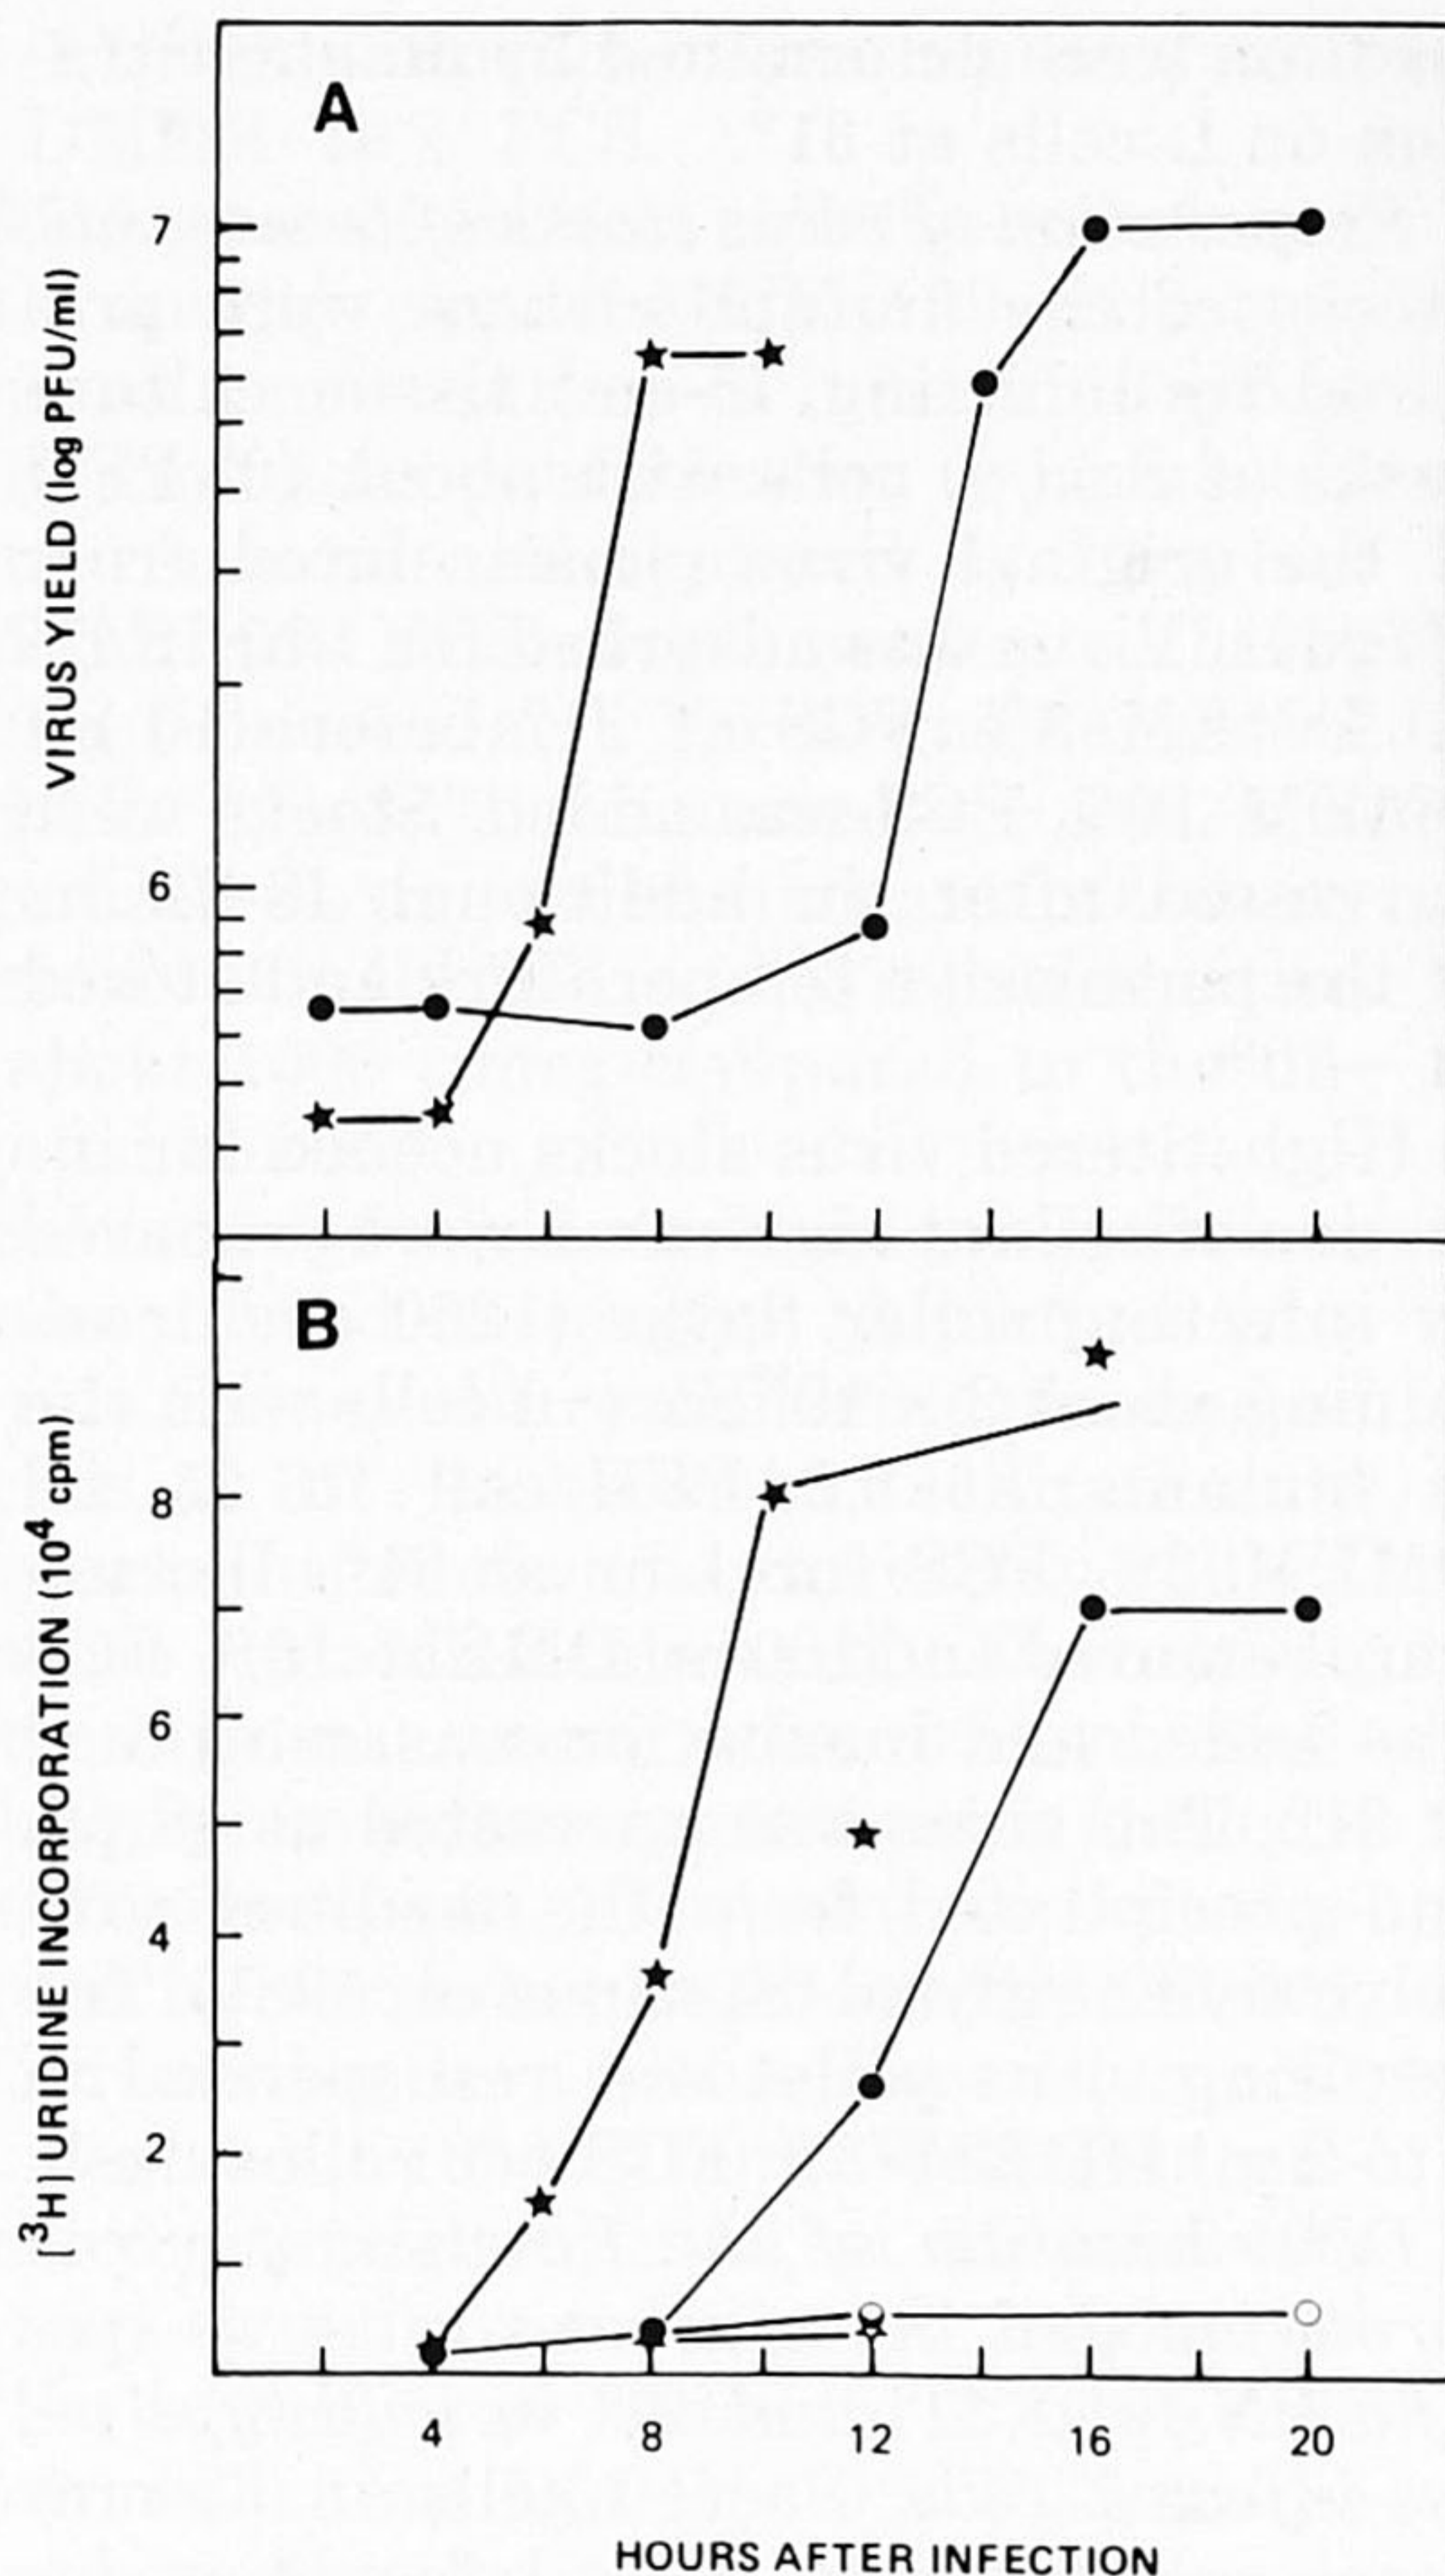 A
7
VIRUS YIELD (log PFU/ml)
6
B
[3H] URIDINE INCORPORATION (104 cpm)
8
6
4
2
4 8 12 16 20
HOURS AFTER INFECTION